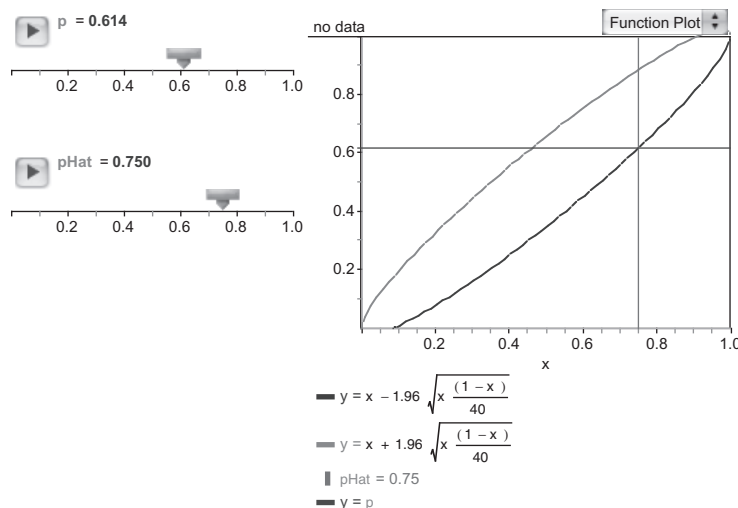 p = 0.614
0.2 0.4 0.6 0.8 1.0
pHat = 0.750
0.2 0.4 0.6 0.8 1.0
no data
Function Plot
0.8
0.6
0.4
0.2
0.2 0.4 0.6 0.8 1.0
x
y = x − 1.96 √(x (1 − x) / 40)
y = x + 1.96 √(x (1 − x) / 40)
pHat = 0.75
y = p